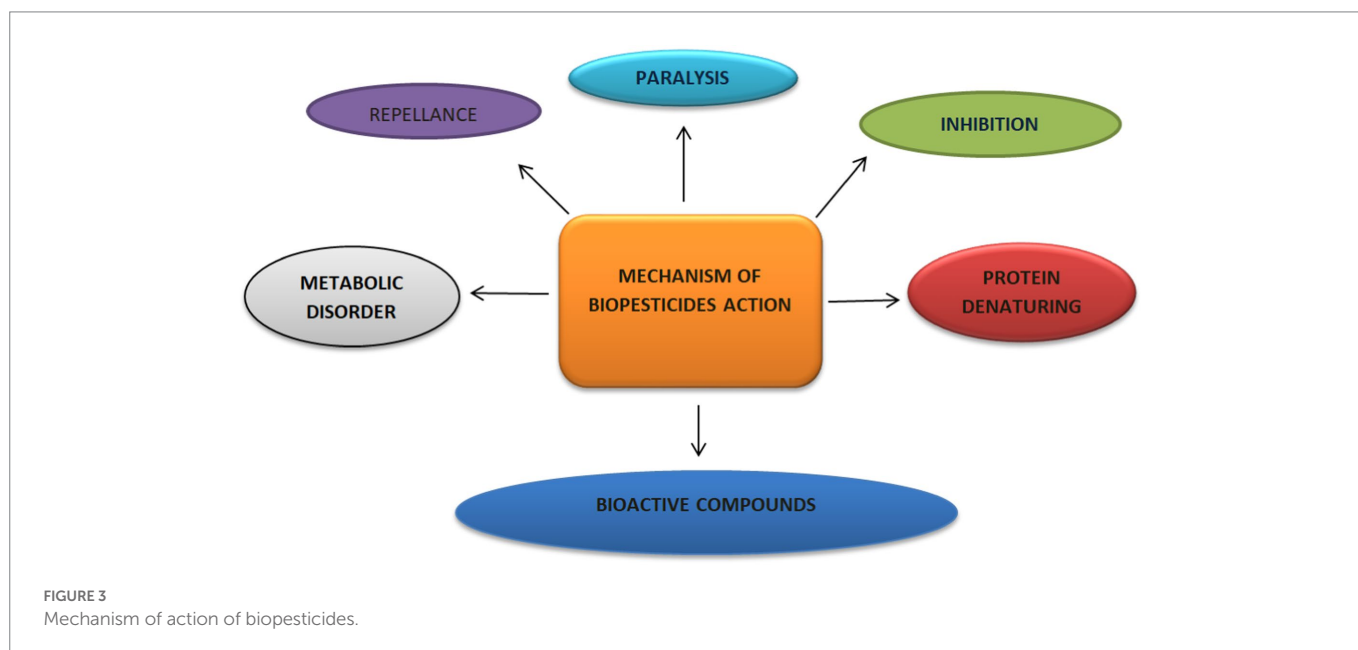 PARALYSIS
REPELLANCE
INHIBITION
METABOLIC
DISORDER
MECHANISM OF
BIOPESTICIDES ACTION
PROTEIN
DENATURING
BIOACTIVE COMPOUNDS
FIGURE 3
Mechanism of action of biopesticides.